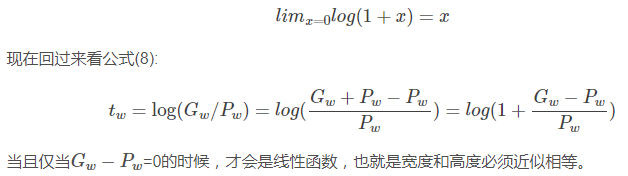 $lim_{x=0}log(1+x)=x$
现在回过来看公式(8):
$t_w=\log(G_w/P_w)=log(\frac{G_w+P_w-P_w}{P_w})=log(1+\frac{G_w-P_w}{P_w})$
当且仅当$G_w-P_w$=0的时候，才会是线性函数，也就是宽度和高度必须近似相等。